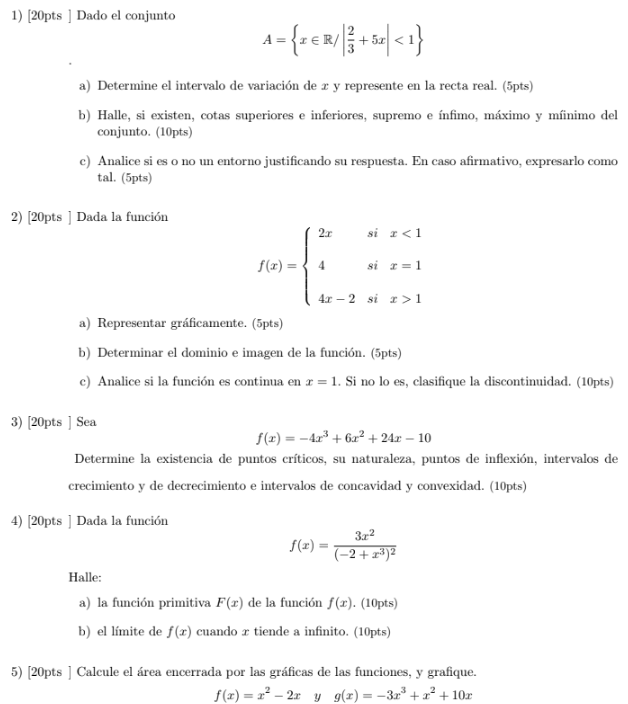 1) [20pts ] Dado el conjunto
A = { x ∈ ℝ/ | 2/3 + 5x | < 1 }
.
a) Determine el intervalo de variación de x y represente en la recta real. (5pts)
b) Halle, si existen, cotas superiores e inferiores, supremo e ínfimo, máximo y mfinimo del
conjunto. (10pts)
c) Analice si es o no un entorno justificando su respuesta. En caso afirmativo, expresarlo como
tal. (5pts)
2) [20pts ] Dada la función
f(x) = { 2x si x < 1
4 si x = 1
4x − 2 si x > 1
a) Representar gráficamente. (5pts)
b) Determinar el dominio e imagen de la función. (5pts)
c) Analice si la función es continua en x = 1. Si no lo es, clasifique la discontinuidad. (10pts)
3) [20pts ] Sea
f(x) = −4x³ + 6x² + 24x − 10
Determine la existencia de puntos críticos, su naturaleza, puntos de inflexión, intervalos de
crecimiento y de decrecimiento e intervalos de concavidad y convexidad. (10pts)
4) [20pts ] Dada la función
f(x) = 3x² / (−2 + x³)²
Halle:
a) la función primitiva F(x) de la función f(x). (10pts)
b) el límite de f(x) cuando x tiende a infinito. (10pts)
5) [20pts ] Calcule el área encerrada por las gráficas de las funciones, y grafique.
f(x) = x² − 2x y g(x) = −3x³ + x² + 10x